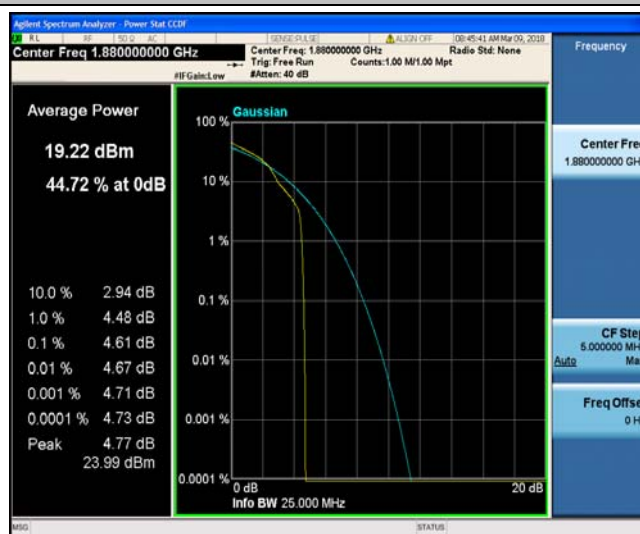 Agilent Spectrum Analyzer - Power Stat CCDF
RL RF 50 Ω AC SENSE:PULSE ALIGN OFF 08:45:41 AM Mar 09, 2018
Center Freq 1.880000000 GHz
Center Freq: 1.880000000 GHz Radio Std: None
Trig: Free Run Counts:1.00 M/1.00 Mpt
#IFGain:Low #Atten: 40 dB
Frequency
Average Power
19.22 dBm
44.72 % at 0dB
10.0 % 2.94 dB
1.0 % 4.48 dB
0.1 % 4.61 dB
0.01 % 4.67 dB
0.001 % 4.71 dB
0.0001 % 4.73 dB
Peak 4.77 dB
23.99 dBm
Gaussian
100 %
10 %
1 %
0.1 %
0.01 %
0.001 %
0.0001 %
0 dB 20 dB
Info BW 25.000 MHz
Center Fre
1.880000000 GH
CF Step
5.000000 MH
Auto Ma
Freq Offse
0 H
MSG STATUS